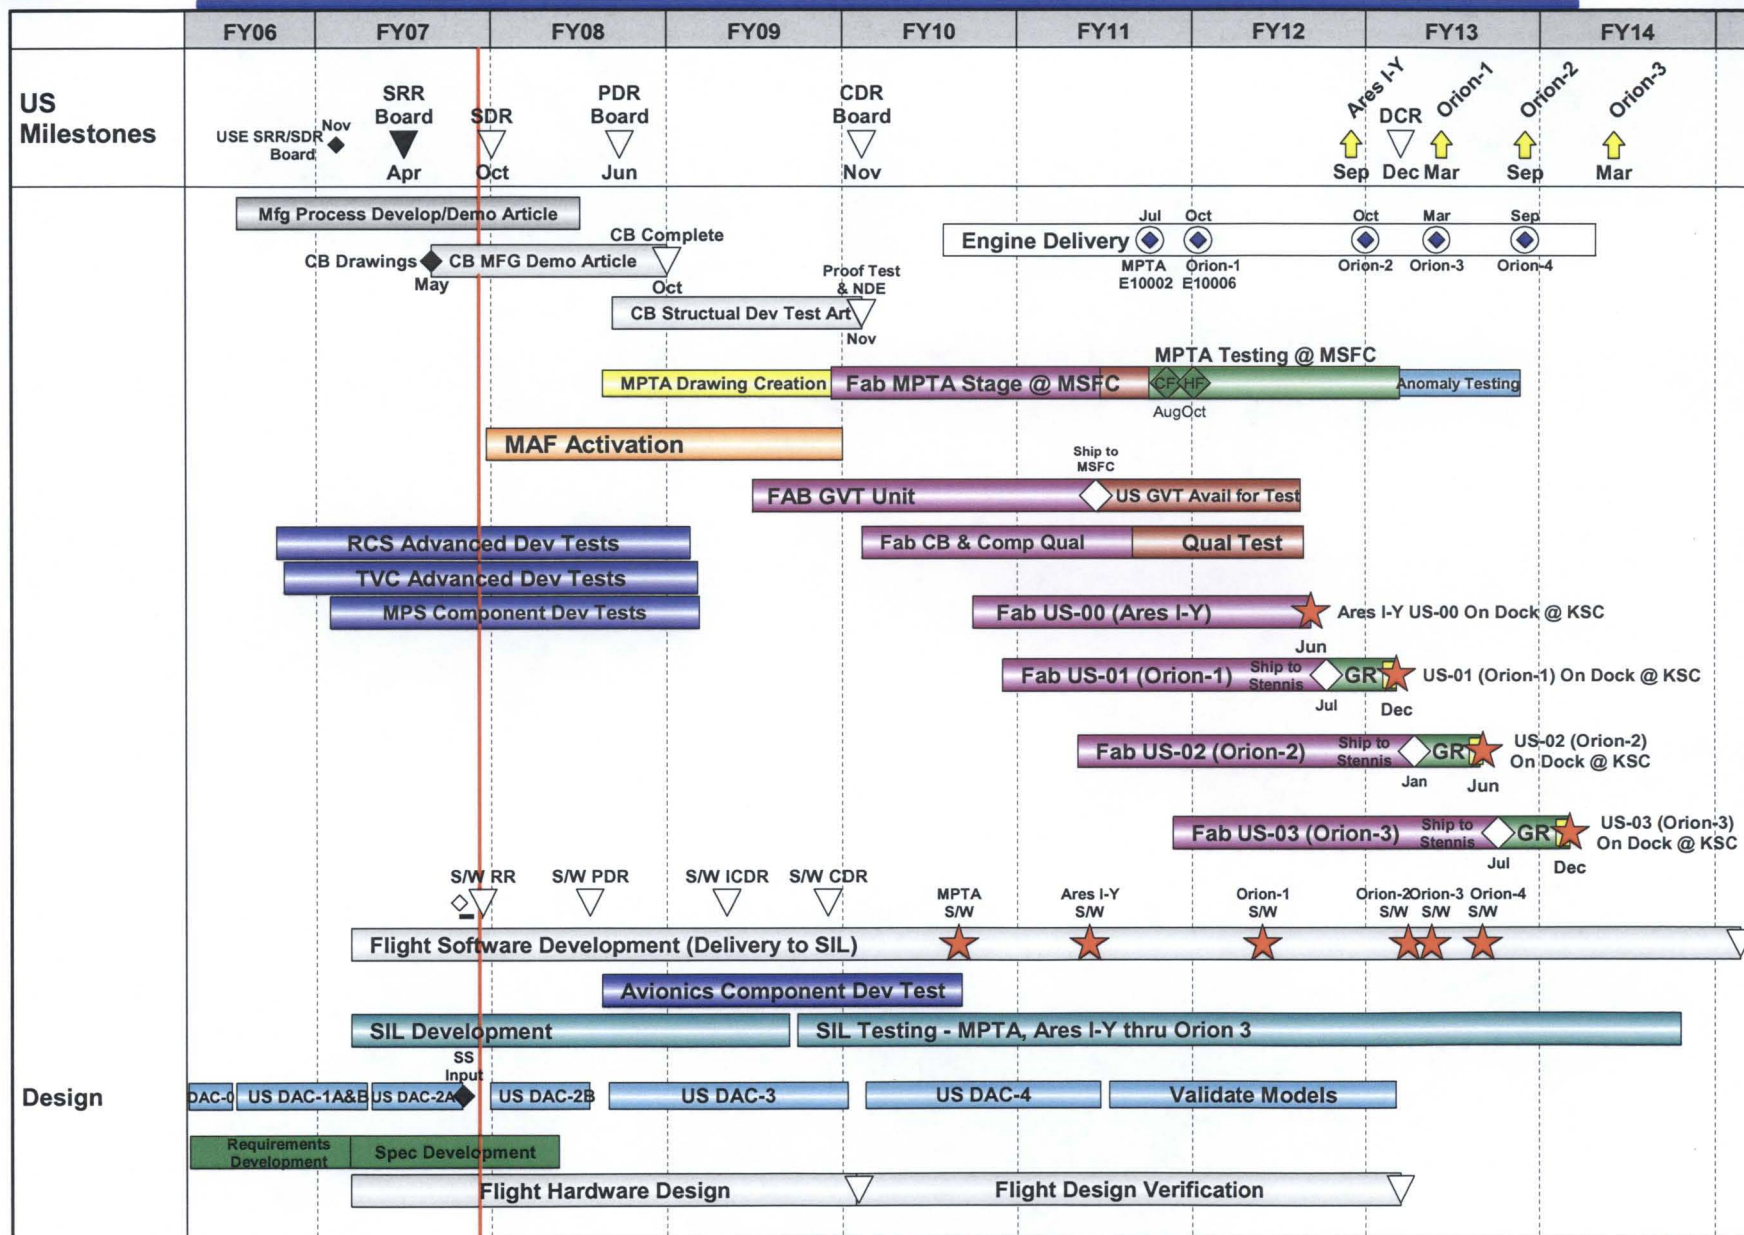 FY06 FY07 FY08 FY09 FY10 FY11 FY12 FY13 FY14
US
Milestones
USE SRR/SDR
Board
Nov
SRR
Board
Apr
SDR
Oct
PDR
Board
Jun
CDR
Board
Nov
Ares I-Y
Sep
DCR
Dec
Orion-1
Mar
Orion-2
Sep
Orion-3
Mar
Mfg Process Develop/Demo Article
CB Drawings
May
CB MFG Demo Article
CB Complete
Oct
CB Structual Dev Test Art
Proof Test
& NDE
Nov
Engine Delivery
Jul
MPTA
E10002
Oct
Orion-1
E10006
Oct
Orion-2
Mar
Orion-3
Sep
Orion-4
MPTA Drawing Creation
Fab MPTA Stage @ MSFC
MPTA Testing @ MSFC
CF
HF
Aug
Oct
Anomaly Testing
MAF Activation
FAB GVT Unit
Ship to
MSFC
US GVT Avail for Test
RCS Advanced Dev Tests
Fab CB & Comp Qual
Qual Test
TVC Advanced Dev Tests
MPS Component Dev Tests
Fab US-00 (Ares I-Y)
Jun
Ares I-Y US-00 On Dock @ KSC
Fab US-01 (Orion-1)
Ship to
Stennis
Jul
GR
Dec
US-01 (Orion-1) On Dock @ KSC
Fab US-02 (Orion-2)
Ship to
Stennis
Jan
GR
Jun
US-02 (Orion-2)
On Dock @ KSC
Fab US-03 (Orion-3)
Ship to
Stennis
Jul
GR
Dec
US-03 (Orion-3)
On Dock @ KSC
S/W RR
S/W PDR
S/W ICDR
S/W CDR
MPTA
S/W
Ares I-Y
S/W
Orion-1
S/W
Orion-2
S/W
Orion-3
S/W
Orion-4
S/W
Flight Software Development (Delivery to SIL)
Avionics Component Dev Test
SIL Development
SIL Testing - MPTA, Ares I-Y thru Orion 3
Design
SS
Input
DAC-0
US DAC-1A&B
US DAC-2A
US DAC-2B
US DAC-3
US DAC-4
Validate Models
Requirements
Development
Spec Development
Flight Hardware Design
Flight Design Verification